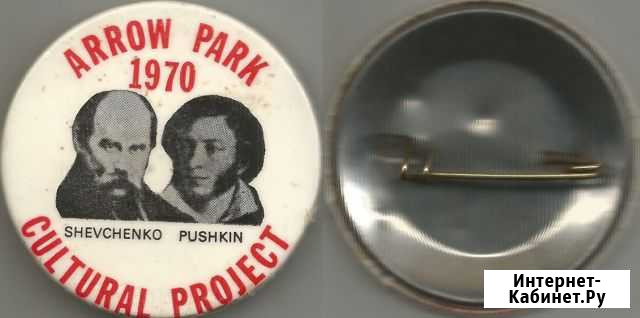 ARROW PARK
1970
SHEVCHENKO PUSHKIN
CULTURAL PROJECT
Интернет-
Кабинет.Ру